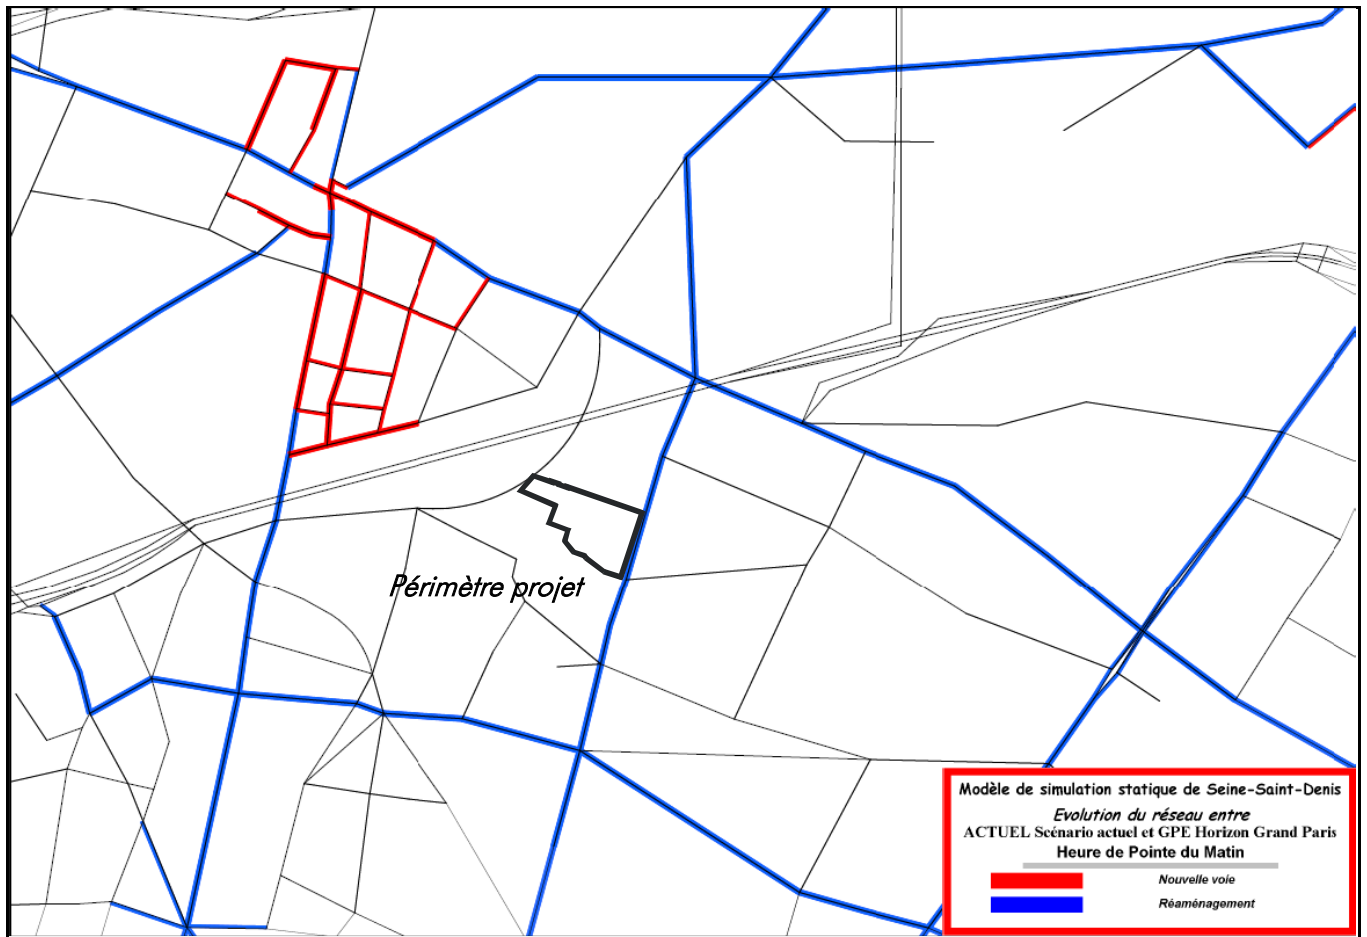 Périmètre projet
Modèle de simulation statique de Seine-Saint-Denis
Evolution du réseau entre
ACTUEL Scénario actuel et GPE Horizon Grand Paris
Heure de Pointe du Matin
Nouvelle voie
Réaménagement